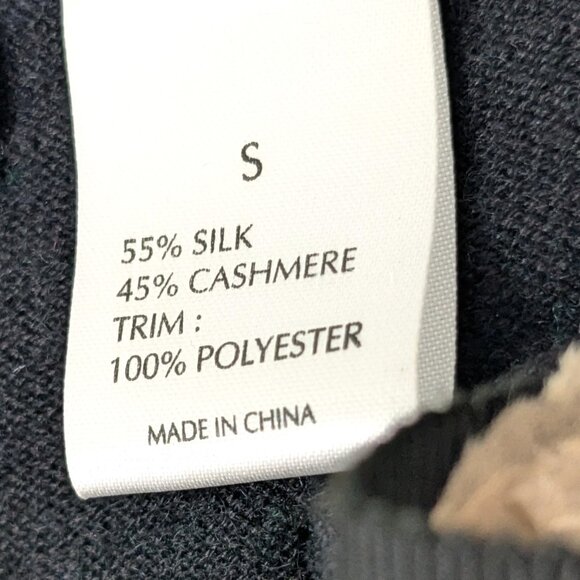 S
55% SILK
45% CASHMERE
TRIM :
100% POLYESTER
MADE IN CHINA